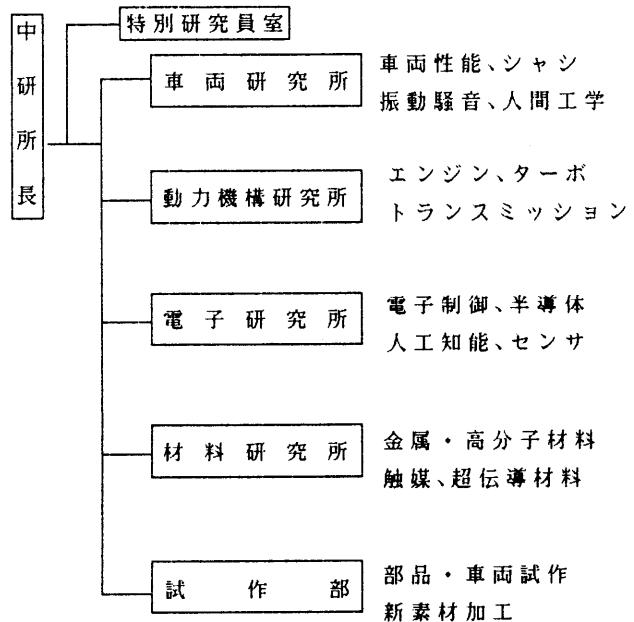 中研所長
特別研究員室
車両研究所
車両性能、シャシ
振動騒音、人間工学
動力機構研究所
エンジン、ターボ
トランスミッション
電子研究所
電子制御、半導体
人工知能、センサ
材料研究所
金属・高分子材料
触媒、超伝導材料
試作部
部品・車両試作
新素材加工